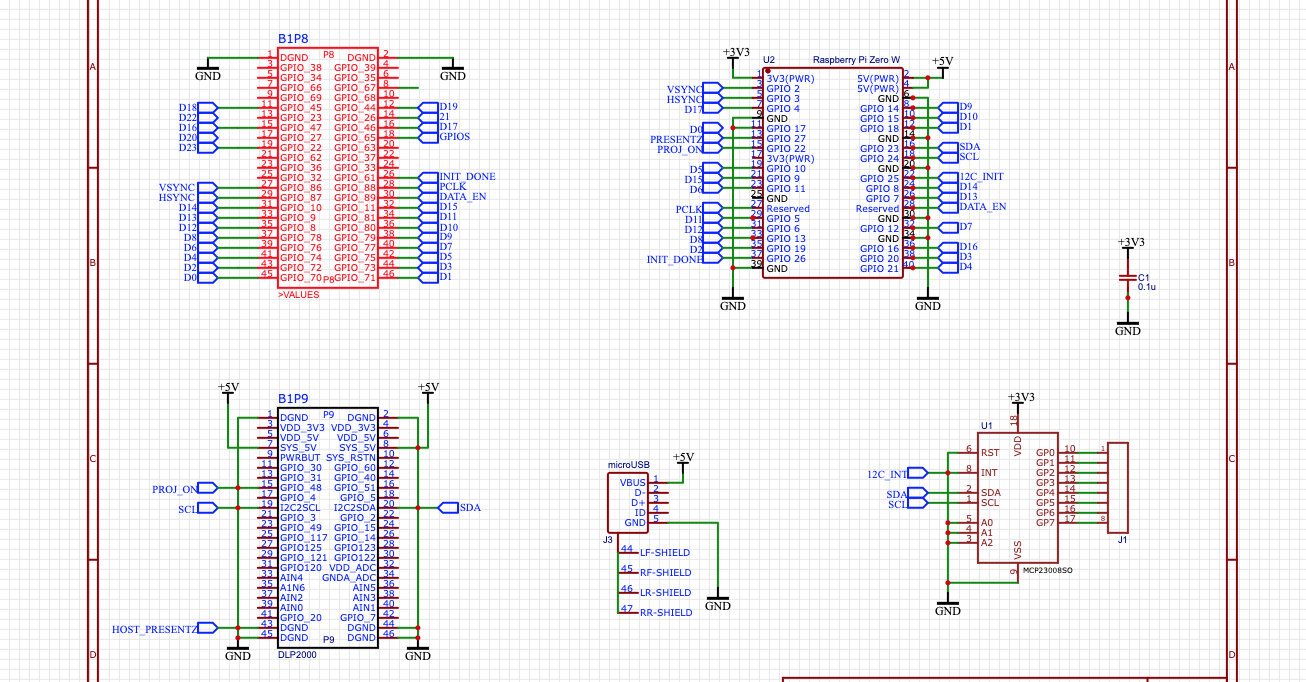 A
B
C
D
A
B
C
D
B1P8
P8
1 DGND DGND 2
3 GPIO_38 GPIO_39 4
5 GPIO_34 GPIO_35 6
7 GPIO_66 GPIO_67 8
9 GPIO_69 GPIO_68 10
D18 11 GPIO_45 GPIO_44 12 D19
D22 13 GPIO_23 GPIO_26 14 21
D16 15 GPIO_47 GPIO_46 16 D17
D20 17 GPIO_27 GPIO_65 18 GPIOS
D23 19 GPIO_22 GPIO_63 20
21 GPIO_62 GPIO_37 22
23 GPIO_36 GPIO_33 24
25 GPIO_32 GPIO_61 26 INIT_DONE
VSYNC 27 GPIO_86 GPIO_88 28 PCLK
HSYNC 29 GPIO_87 GPIO_89 30 DATA_EN
D14 31 GPIO_10 GPIO_11 32 D15
D13 33 GPIO_9 GPIO_81 34 D11
D12 35 GPIO_8 GPIO_80 36 D10
D8 37 GPIO_78 GPIO_79 38 D9
D6 39 GPIO_76 GPIO_77 40 D7
D4 41 GPIO_74 GPIO_75 42 D5
D2 43 GPIO_72 GPIO_73 44 D3
D0 45 GPIO_70 P8 GPIO_71 46 D1
>VALUES
GND
GND
+3V3
U2 Raspberry Pi Zero W
+5V
1 3V3(PWR) 5V(PWR) 2
VSYNC 3 GPIO 2 5V(PWR) 4
HSYNC 5 GPIO 3 GND 6
D17 7 GPIO 4 GPIO 14 8 D9
9 GND GPIO 15 10 D10
D0 11 GPIO 17 GPIO 18 12 D1
PRESENTZ 13 GPIO 27 GND 14
PROJ_ON 15 GPIO 22 GPIO 23 16 SDA
17 3V3(PWR) GPIO 24 18 SCL
D5 19 GPIO 10 GND 20
D15 21 GPIO 9 GPIO 25 22 12C_INIT
D6 23 GPIO 11 GPIO 8 24 D14
25 GND GPIO 7 26 D13
PCLK 27 Reserved Reserved 28 DATA_EN
D11 29 GPIO 5 GND 30
D12 31 GPIO 6 GPIO 12 32 D7
D8 33 GPIO 13 GND 34
D2 35 GPIO 19 GPIO 16 36 D16
INIT_DONE 37 GPIO 26 GPIO 20 38 D3
39 GND GPIO 21 40 D4
GND
GND
+3V3
C1
0.1u
GND
+5V
+5V
B1P9
P9
1 DGND DGND 2
3 VDD_3V3 VDD_3V3 4
5 VDD_5V VDD_5V 6
7 SYS_5V SYS_5V 8
9 PWRBUT SYS_RSTN 10
11 GPIO_30 GPIO_60 12
13 GPIO_31 GPIO_40 14
PROJ_ON 15 GPIO_48 GPIO_51 16
17 GPIO_4 GPIO_5 18
SCL 19 I2C2SCL I2C2SDA 20 SDA
21 GPIO_3 GPIO_2 22
23 GPIO_49 GPIO_15 24
25 GPIO_117 GPIO_14 26
27 GPIO125 GPIO123 28
29 GPIO_121 GPIO122 30
31 GPIO120 VDD_ADC 32
33 AIN4 GNDA_ADC 34
35 A1N6 AIN5 36
37 AIN2 AIN3 38
39 AIN0 AIN1 40
41 GPIO_20 GPIO_7 42
HOST_PRESENTZ 43 DGND DGND 44
45 DGND P9 DGND 46
GND
GND
DLP2000
microUSB
+5V
VBUS 1
D- 2
D+ 3
ID 4
GND 5
J3
44 LF-SHIELD
45 RF-SHIELD
46 LR-SHIELD
47 RR-SHIELD
GND
+3V3
18
U1
VDD
6 RST GP0 10 1
GP1 11
12C_INT 8 INT GP2 12
GP3 13
SDA 2 SDA GP4 14
SCL 1 SCL GP5 15
GP6 16
5 A0 GP7 17 8
4 A1
3 A2
J1
VSS
9
MCP23008SO
GND